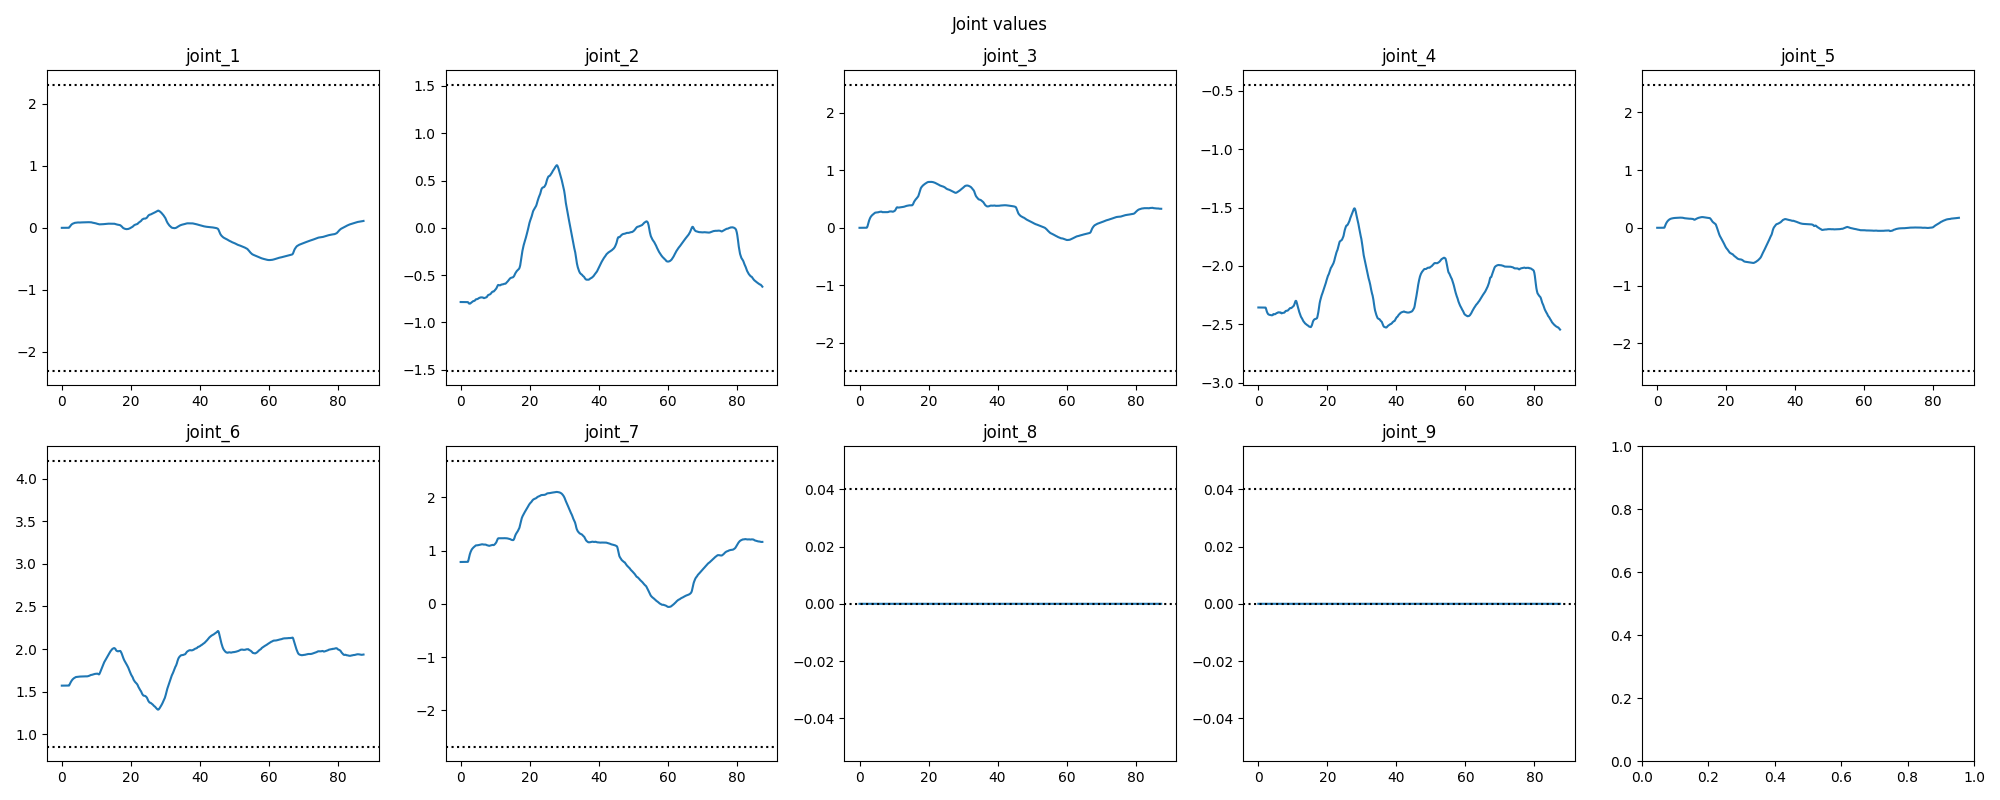 Joint values
joint_1 joint_2 joint_3 joint_4 joint_5
2 1 0 −1 −2
0 20 40 60 80
1.5 1.0 0.5 0.0 −0.5 −1.0 −1.5
0 20 40 60 80
2 1 0 −1 −2
0 20 40 60 80
−0.5 −1.0 −1.5 −2.0 −2.5 −3.0
0 20 40 60 80
2 1 0 −1 −2
0 20 40 60 80
joint_6 joint_7 joint_8 joint_9
4.0 3.5 3.0 2.5 2.0 1.5 1.0
0 20 40 60 80
2 1 0 −1 −2
0 20 40 60 80
0.04 0.02 0.00 −0.02 −0.04
0 20 40 60 80
0.04 0.02 0.00 −0.02 −0.04
0 20 40 60 80
1.0 0.8 0.6 0.4 0.2 0.0
0.0 0.2 0.4 0.6 0.8 1.0